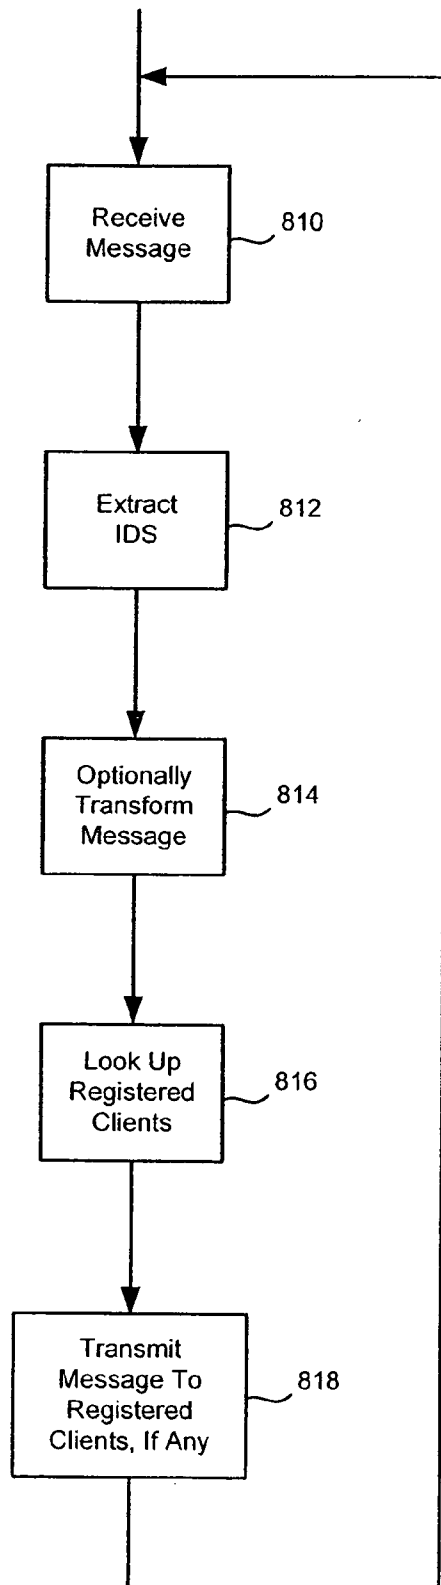 Receive
Message
810
Extract
IDS
812
Optionally
Transform
Message
814
Look Up
Registered
Clients
816
Transmit
Message To
Registered
Clients, If Any
818